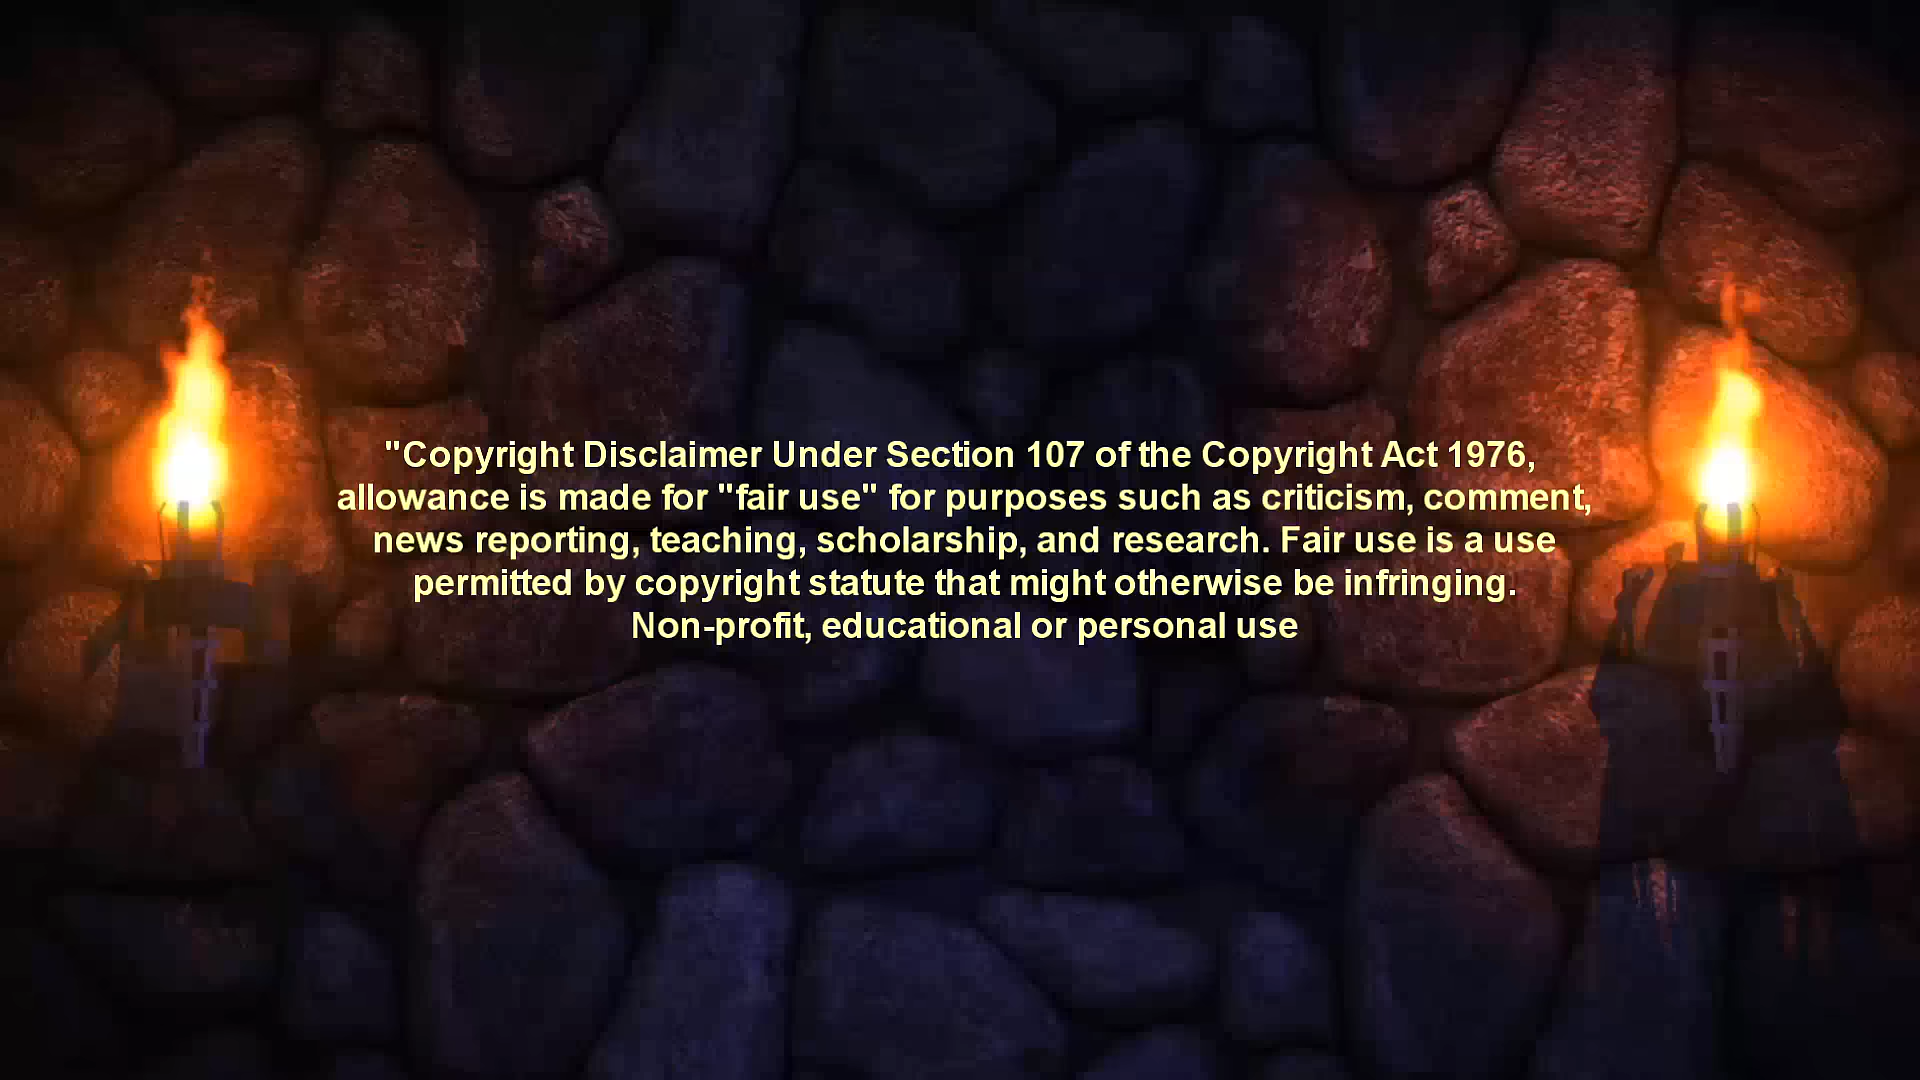 "Copyright Disclaimer Under Section 107 of the Copyright Act 1976,
allowance is made for "fair use" for purposes such as criticism, comment,
news reporting, teaching, scholarship, and research. Fair use is a use
permitted by copyright statute that might otherwise be infringing.
Non-profit, educational or personal use